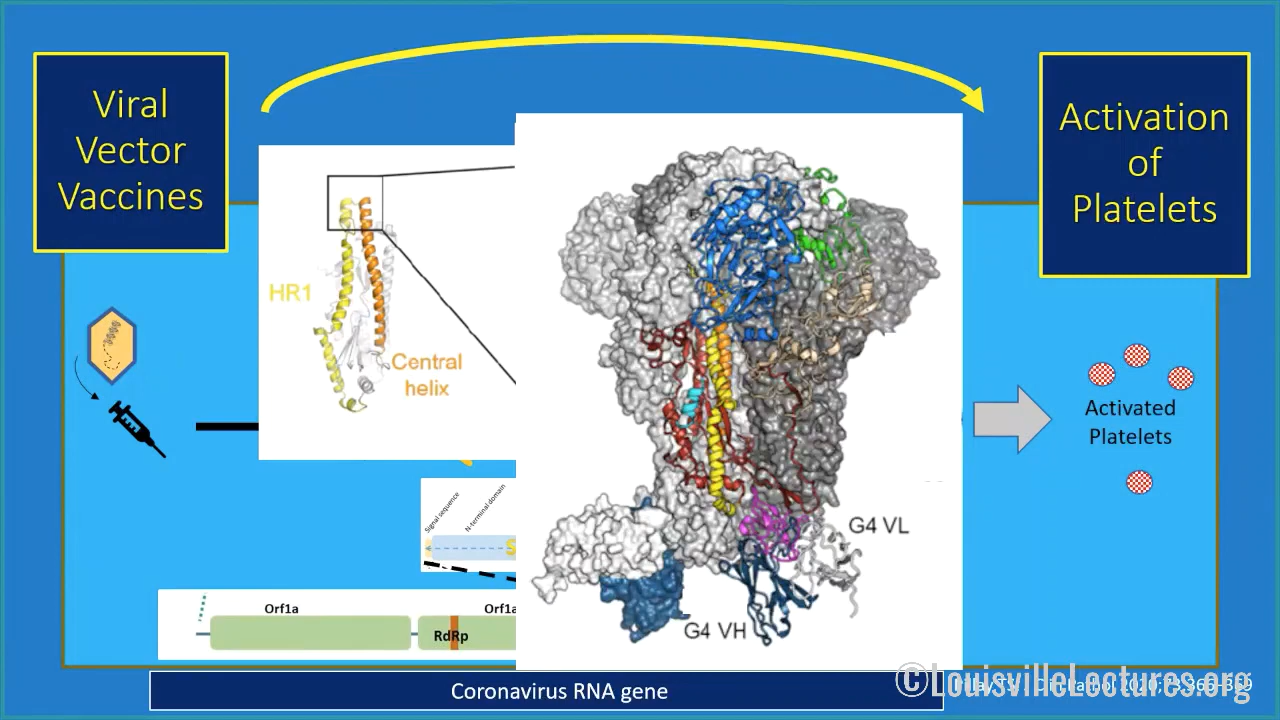 Viral
Vector
Vaccines
Activation
of
Platelets
HR1
Central
helix
Activated
Platelets
Signal sequence
N-terminal domain
G4 VL
G4 VH
Orf1a
Orf1a
RdRp
Coronavirus RNA gene
©LouisvilleLectures.org